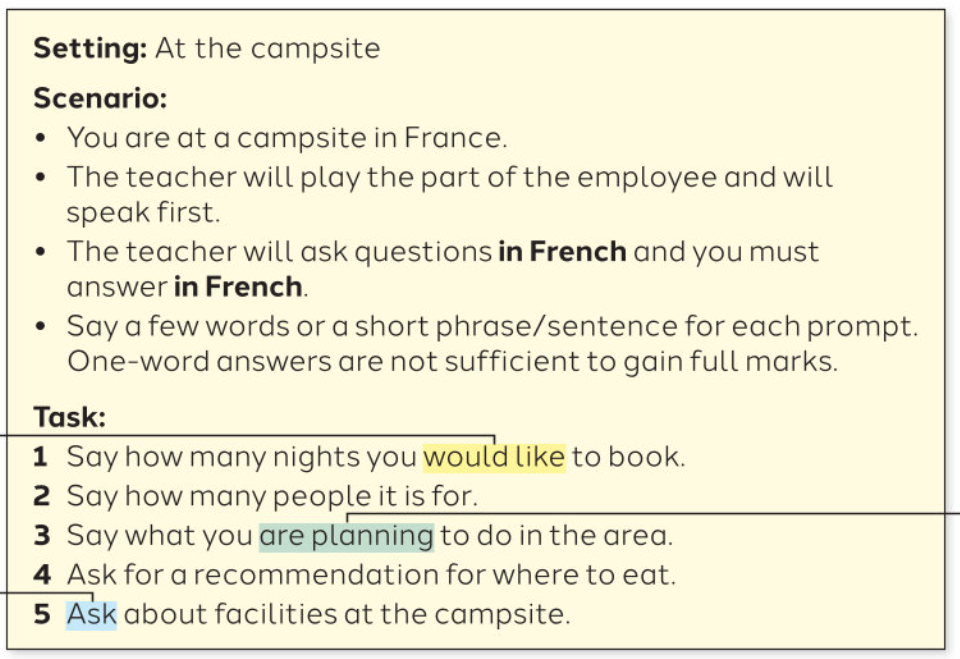 Setting: At the campsite
Scenario:
• You are at a campsite in France.
• The teacher will play the part of the employee and will
speak first.
• The teacher will ask questions in French and you must
answer in French.
• Say a few words or a short phrase/sentence for each prompt.
One-word answers are not sufficient to gain full marks.
Task:
1 Say how many nights you would like to book.
2 Say how many people it is for.
3 Say what you are planning to do in the area.
4 Ask for a recommendation for where to eat.
5 Ask about facilities at the campsite.